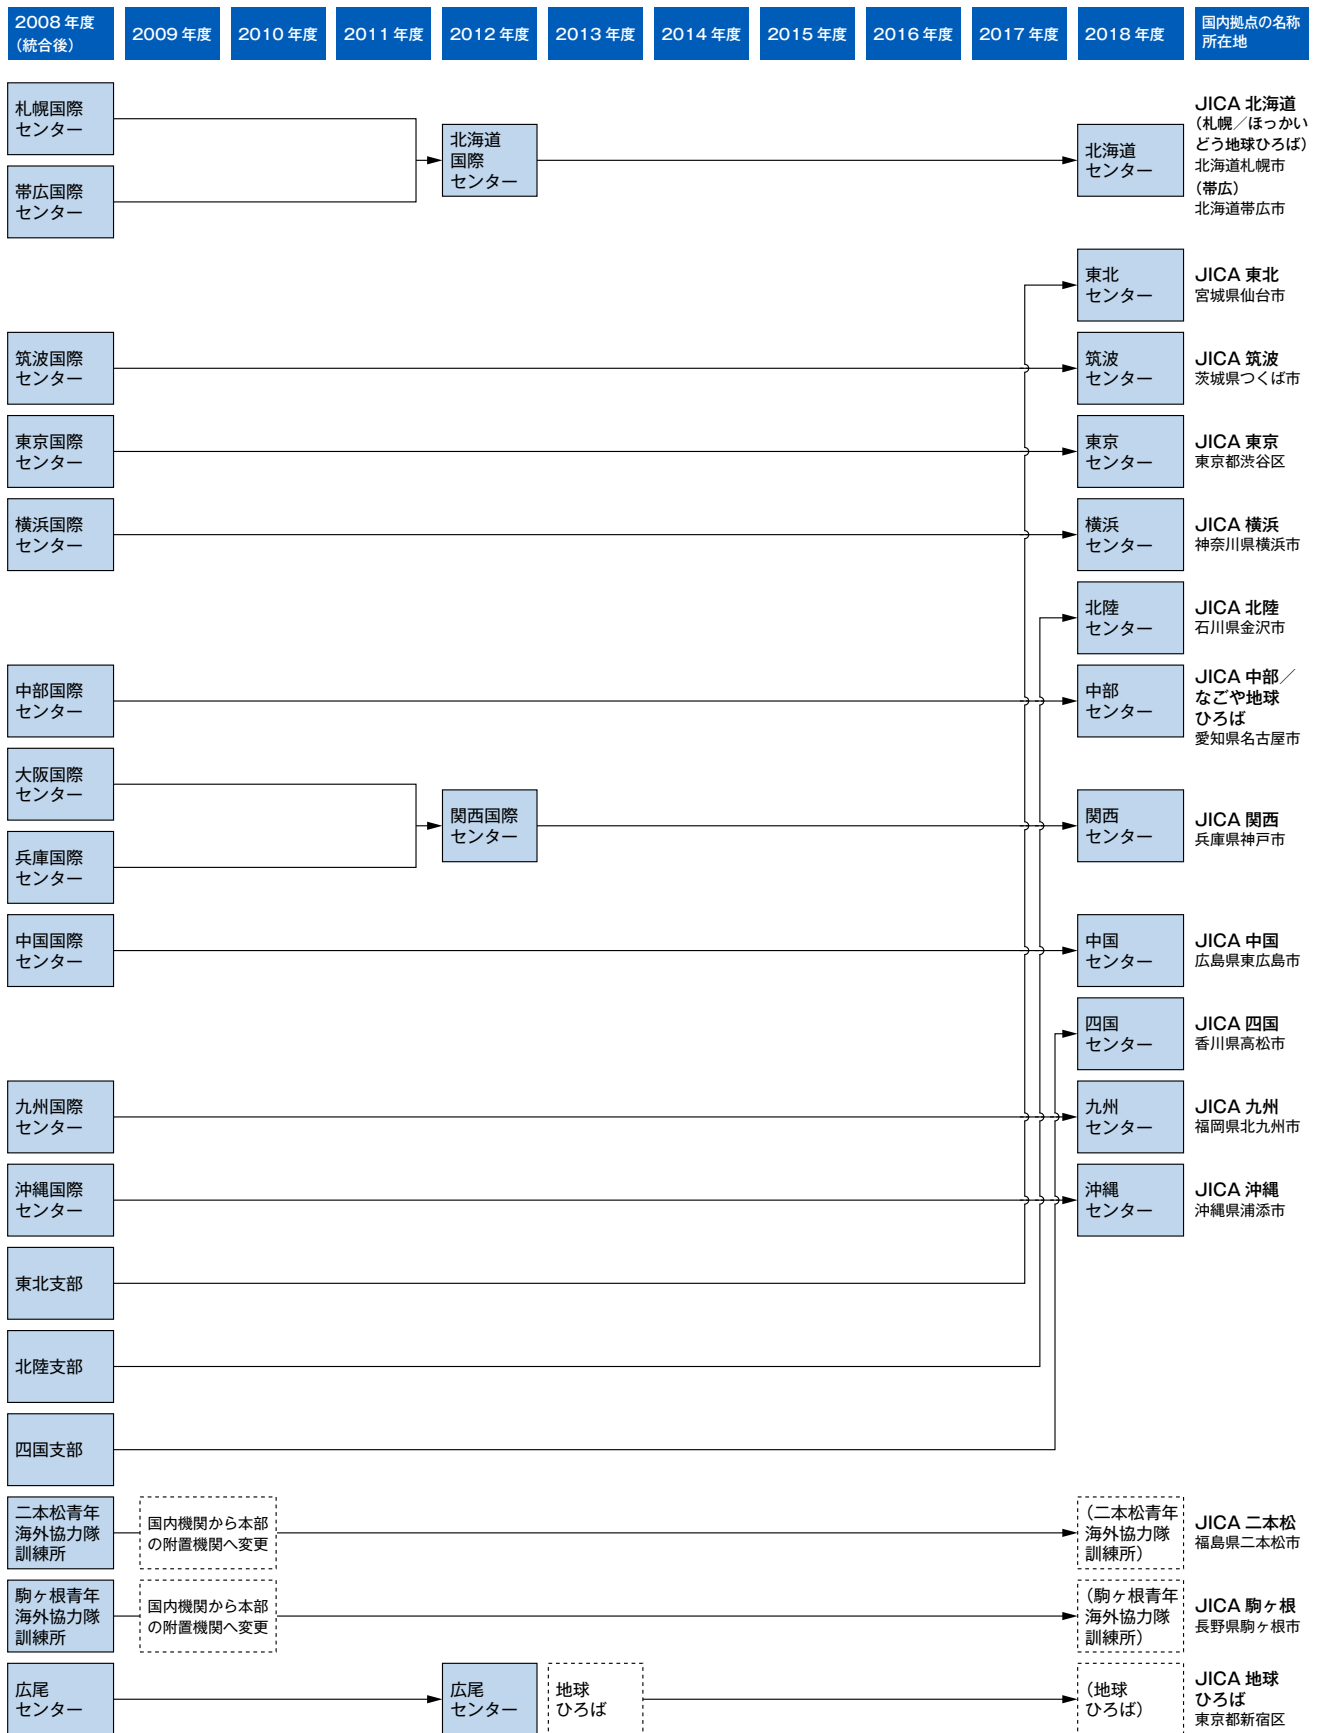 2008 年度
（統合後）
2009 年度
2010 年度
2011 年度
2012 年度
2013 年度
2014 年度
2015 年度
2016 年度
2017 年度
2018 年度
国内拠点の名称
所在地
札幌国際
センター
北海道
国際
センター
北海道
センター
JICA 北海道
（札幌／ほっかい
どう地球ひろば）
北海道札幌市
（帯広）
北海道帯広市
帯広国際
センター
東北
センター
JICA 東北
宮城県仙台市
筑波国際
センター
筑波
センター
JICA 筑波
茨城県つくば市
東京国際
センター
東京
センター
JICA 東京
東京都渋谷区
横浜国際
センター
横浜
センター
JICA 横浜
神奈川県横浜市
北陸
センター
JICA 北陸
石川県金沢市
中部国際
センター
中部
センター
JICA 中部／
なごや地球
ひろば
愛知県名古屋市
大阪国際
センター
関西国際
センター
関西
センター
JICA 関西
兵庫県神戸市
兵庫国際
センター
中国国際
センター
中国
センター
JICA 中国
広島県東広島市
四国
センター
JICA 四国
香川県高松市
九州国際
センター
九州
センター
JICA 九州
福岡県北九州市
沖縄国際
センター
沖縄
センター
JICA 沖縄
沖縄県浦添市
東北支部
北陸支部
四国支部
二本松青年
海外協力隊
訓練所
国内機関から本部
の附置機関へ変更
（二本松青年
海外協力隊
訓練所）
JICA 二本松
福島県二本松市
駒ヶ根青年
海外協力隊
訓練所
国内機関から本部
の附置機関へ変更
（駒ヶ根青年
海外協力隊
訓練所）
JICA 駒ヶ根
長野県駒ヶ根市
広尾
センター
広尾
センター
地球
ひろば
（地球
ひろば）
JICA 地球
ひろば
東京都新宿区